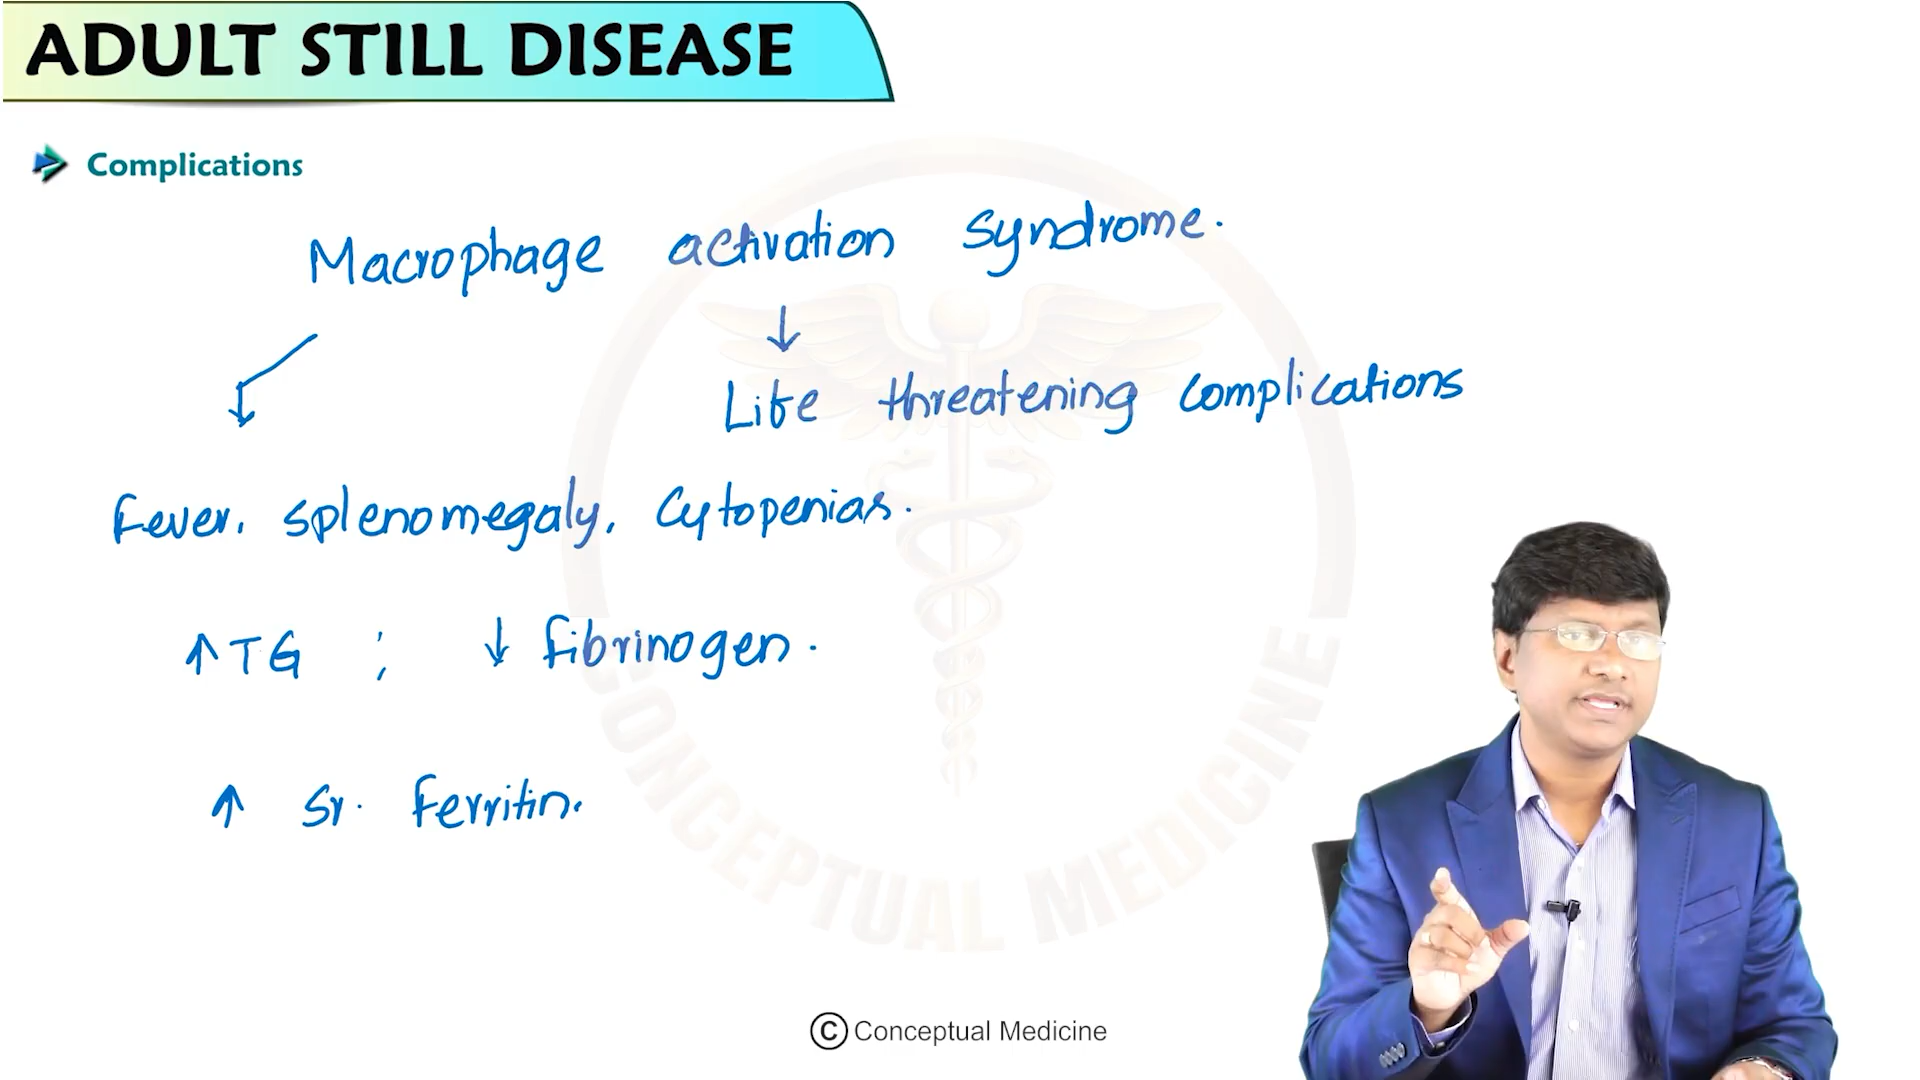 ADULT STILL DISEASE
Complications
Macrophage activation syndrome.
↓
Life threatening complications
Fever, splenomegaly, cytopenias.
↑ TG ; ↓ fibrinogen.
↑ Sr. Ferritin.
CONCEPTUAL MEDICINE
© Conceptual Medicine